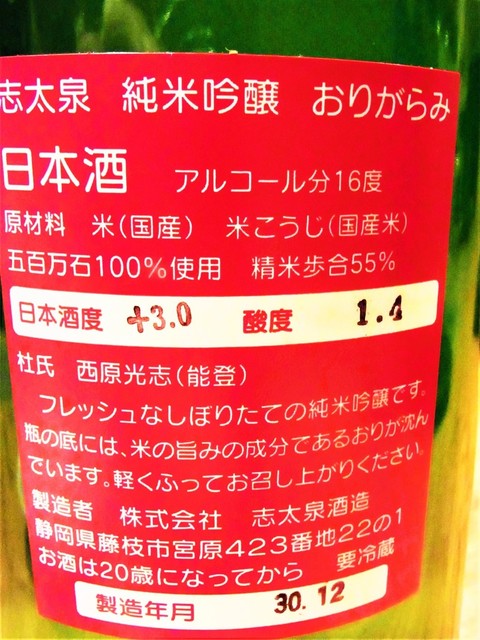 志太泉 純米吟醸 おりがらみ
日本酒 アルコール分16度
原材料 米(国産) 米こうじ(国産米)
五百万石100%使用 精米歩合55%
日本酒度 +3.0 酸度 1.4
杜氏 西原光志(能登)
フレッシュなしぼりたての純米吟醸です。
瓶の底には、米の旨みの成分であるおりが沈ん
でいます。軽くふってお召し上がりください。
製造者 株式会社 志太泉酒造
静岡県藤枝市宮原423番地22の1
お酒は20歳になってから 要冷蔵
製造年月 30.12